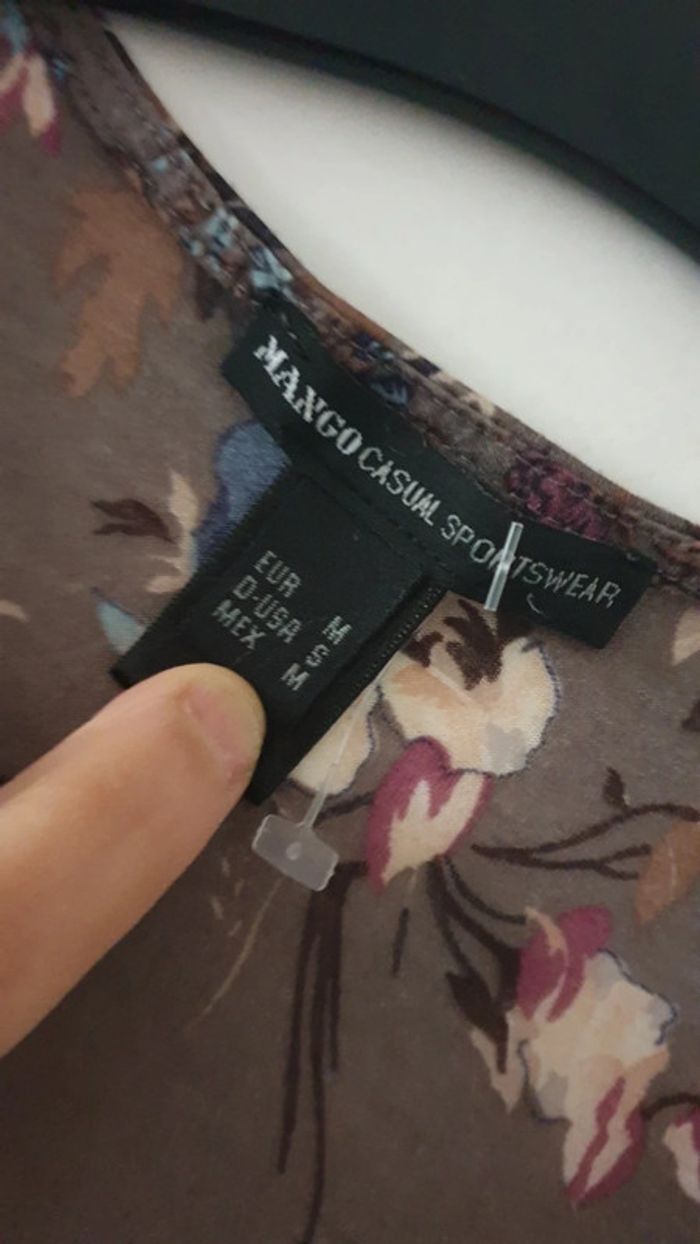 MANGO CASUAL SPORTSWEAR
EUR M
D-USA S
MEX M